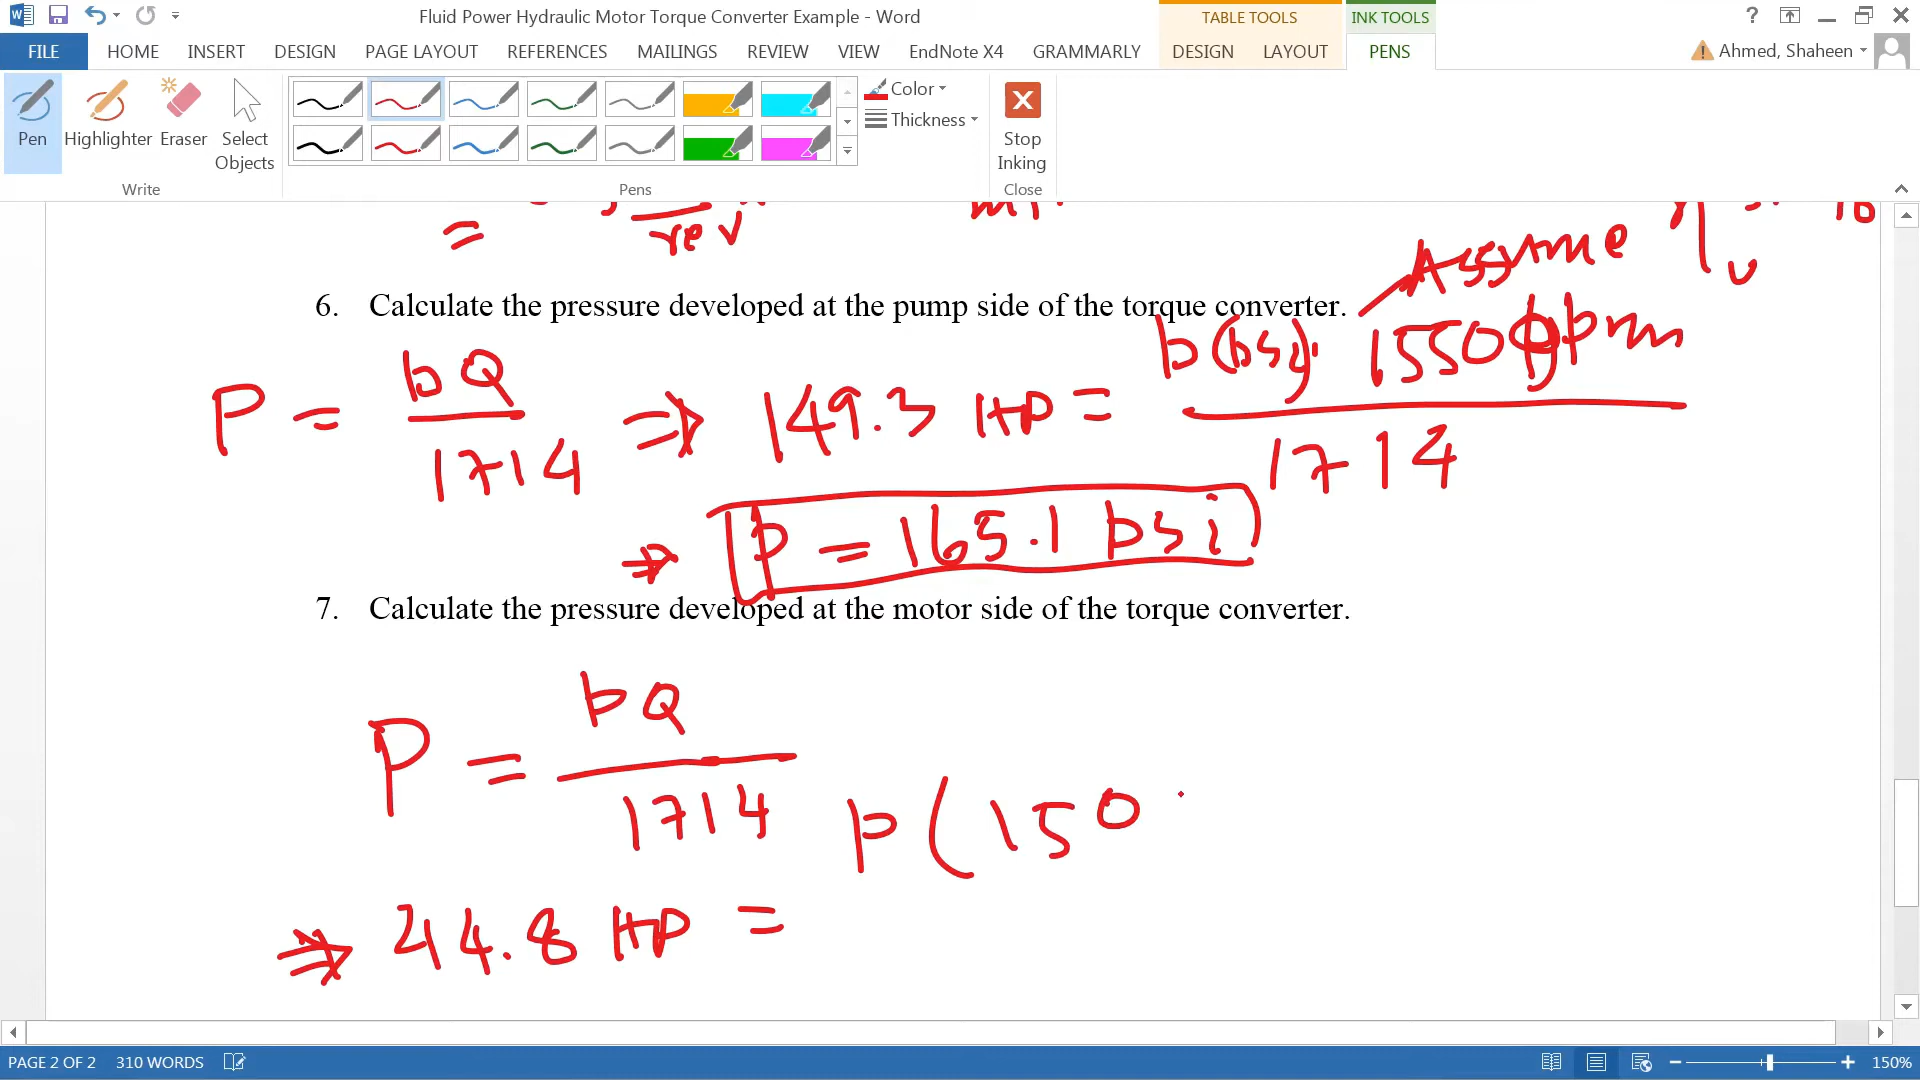 Fluid Power Hydraulic Motor Torque Converter Example - Word
TABLE TOOLS
INK TOOLS
FILE HOME INSERT DESIGN PAGE LAYOUT REFERENCES MAILINGS REVIEW VIEW EndNote X4 GRAMMARLY DESIGN LAYOUT PENS
Ahmed, Shaheen
Pen Highlighter Eraser Select Objects
Color
Thickness
Stop Inking
Write Pens Close
= rev
Assume η v
6. Calculate the pressure developed at the pump side of the torque converter.
P = pQ / 1714 ⇒ 149.3 HP = p(psi) 1550 gpm / 1714
⇒ p = 165.1 psi
7. Calculate the pressure developed at the motor side of the torque converter.
P = pQ / 1714
⇒ 44.8 HP = p(150
PAGE 2 OF 2 310 WORDS 150%